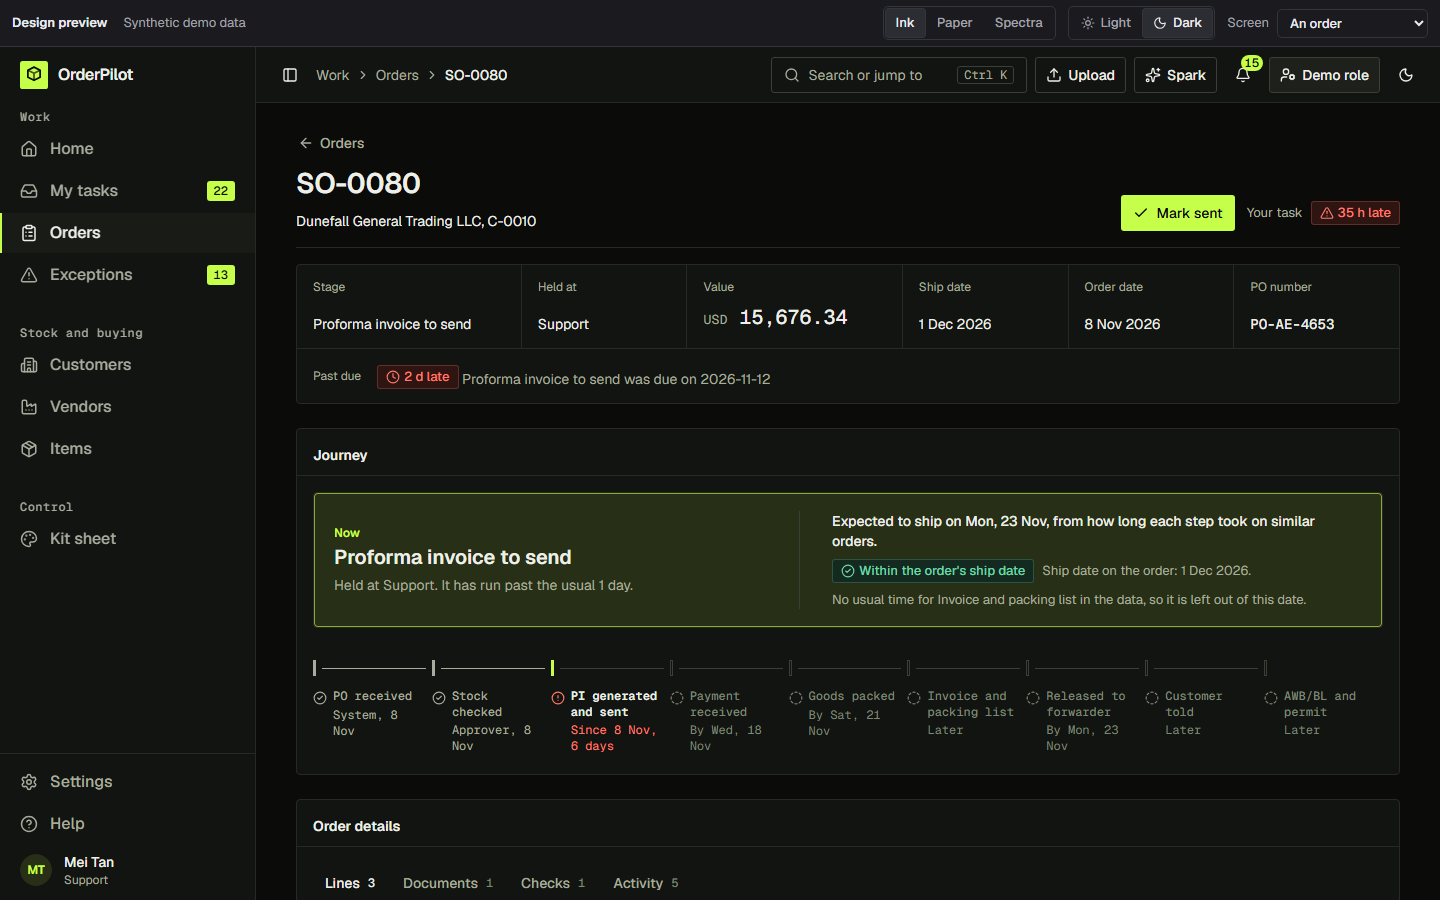 Design preview Synthetic demo data Ink Paper Spectra Light Dark Screen An order
OrderPilot
Work
Home
My tasks 22
Orders
Exceptions 13
Stock and buying
Customers
Vendors
Items
Control
Kit sheet
Settings
Help
MT Mei Tan
Support
Work Orders SO-0080 Search or jump to Ctrl K Upload Spark 15 Demo role
Orders
SO-0080
Dunefall General Trading LLC, C-0010
Mark sent Your task 35 h late
Stage Held at Value Ship date Order date PO number
Proforma invoice to send Support USD 15,676.34 1 Dec 2026 8 Nov 2026 PO-AE-4653
Past due 2 d late Proforma invoice to send was due on 2026-11-12
Journey
Now
Proforma invoice to send
Held at Support. It has run past the usual 1 day.
Expected to ship on Mon, 23 Nov, from how long each step took on similar
orders.
Within the order's ship date Ship date on the order: 1 Dec 2026.
No usual time for Invoice and packing list in the data, so it is left out of this date.
PO received
System, 8
Nov
Stock
checked
Approver, 8
Nov
PI generated
and sent
Since 8 Nov,
6 days
Payment
received
By Wed, 18
Nov
Goods packed
By Sat, 21
Nov
Invoice and
packing list
Later
Released to
forwarder
By Mon, 23
Nov
Customer
told
Later
AWB/BL and
permit
Later
Order details
Lines 3 Documents 1 Checks 1 Activity 5